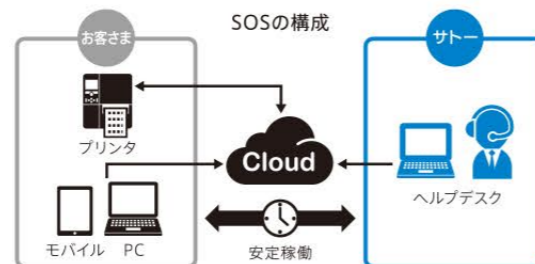 SOSの構成
お客さま
サトー
プリンタ
Cloud
ヘルプデスク
モバイル PC
安定稼働